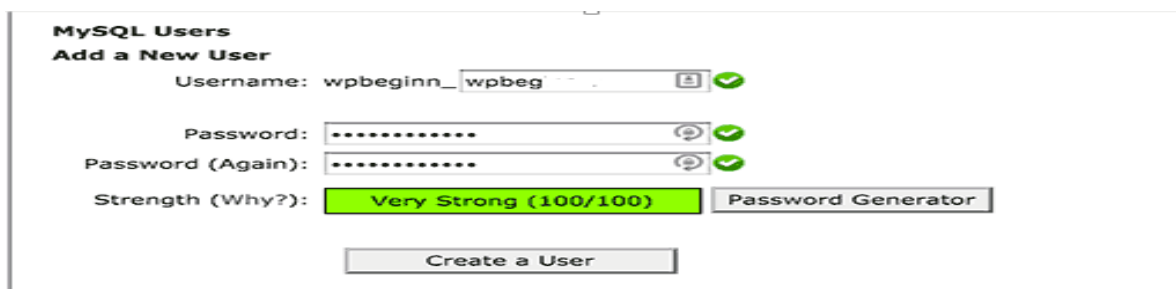 MySQL Users
Add a New User
Username: wpbeginn_ wpbeg
Password: ••••••••••••
Password (Again): ••••••••••••
Strength (Why?): Very Strong (100/100) Password Generator
Create a User